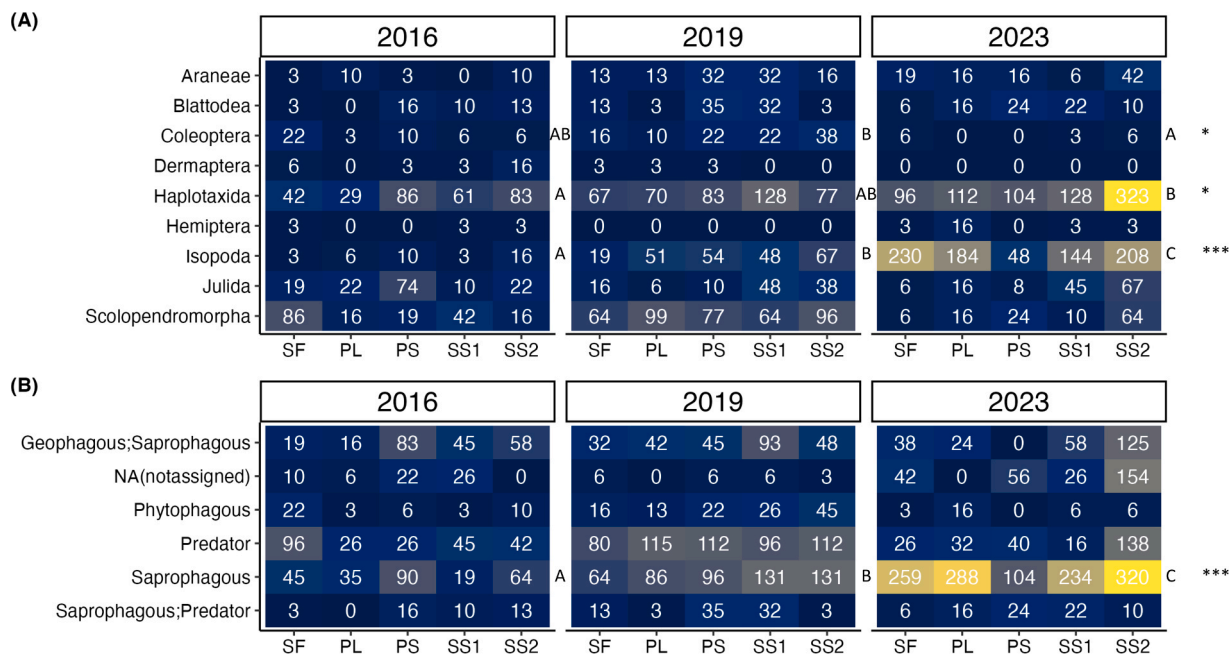 (A)
2016 2019 2023
Araneae 3 10 3 0 10 13 13 32 32 16 19 16 16 6 42
Blattodea 3 0 16 10 13 13 3 35 32 3 6 16 24 22 10
Coleoptera 22 3 10 6 6 AB 16 10 22 22 38 B 6 0 0 3 6 A *
Dermaptera 6 0 3 3 16 3 3 3 0 0 0 0 0 0 0
Haplotaxida 42 29 86 61 83 A 67 70 83 128 77 AB 96 112 104 128 323 B *
Hemiptera 3 0 0 3 3 0 0 0 0 0 3 16 0 3 3
Isopoda 3 6 10 3 16 A 19 51 54 48 67 B 230 184 48 144 208 C ***
Julida 19 22 74 10 22 16 6 10 48 38 6 16 8 45 67
Scolopendromorpha 86 16 19 42 16 64 99 77 64 96 6 16 24 10 64
SF PL PS SS1 SS2 SF PL PS SS1 SS2 SF PL PS SS1 SS2
(B)
2016 2019 2023
Geophagous;Saprophagous 19 16 83 45 58 32 42 45 93 48 38 24 0 58 125
NA(notassigned) 10 6 22 26 0 6 0 6 6 3 42 0 56 26 154
Phytophagous 22 3 6 3 10 16 13 22 26 45 3 16 0 6 6
Predator 96 26 26 45 42 80 115 112 96 112 26 32 40 16 138
Saprophagous 45 35 90 19 64 A 64 86 96 131 131 B 259 288 104 234 320 C ***
Saprophagous;Predator 3 0 16 10 13 13 3 35 32 3 6 16 24 22 10
SF PL PS SS1 SS2 SF PL PS SS1 SS2 SF PL PS SS1 SS2